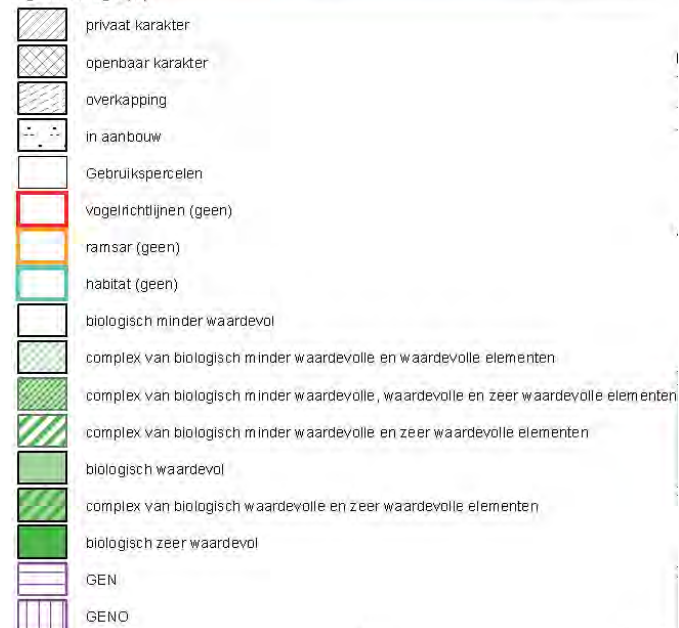 privaat karakter
openbaar karakter
overkapping
in aanbouw
Gebruikspercelen
vogelrichtlijnen (geen)
ramsar (geen)
habitat (geen)
biologisch minder waardevol
complex van biologisch minder waardevolle en waardevolle elementen
complex van biologisch minder waardevolle, waardevolle en zeer waardevolle elementen
complex van biologisch minder waardevolle en zeer waardevolle elementen
biologisch waardevol
complex van biologisch waardevolle en zeer waardevolle elementen
biologisch zeer waardevol
GEN
GENO